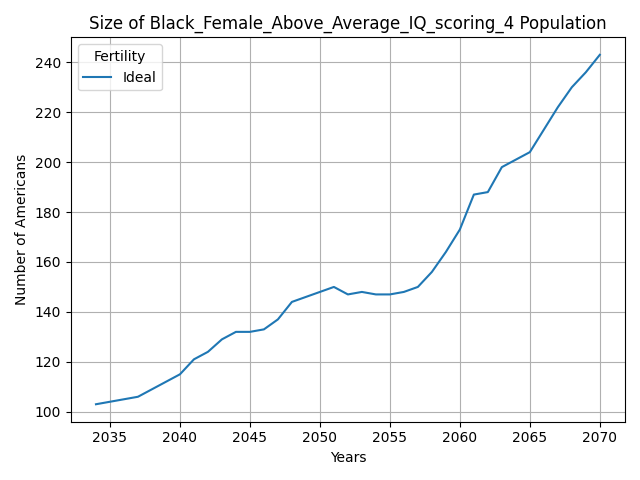 Size of Black_Female_Above_Average_IQ_scoring_4 Population
Fertility
Ideal
240
220
200
180
160
140
120
100
Number of Americans
2035 2040 2045 2050 2055 2060 2065 2070
Years